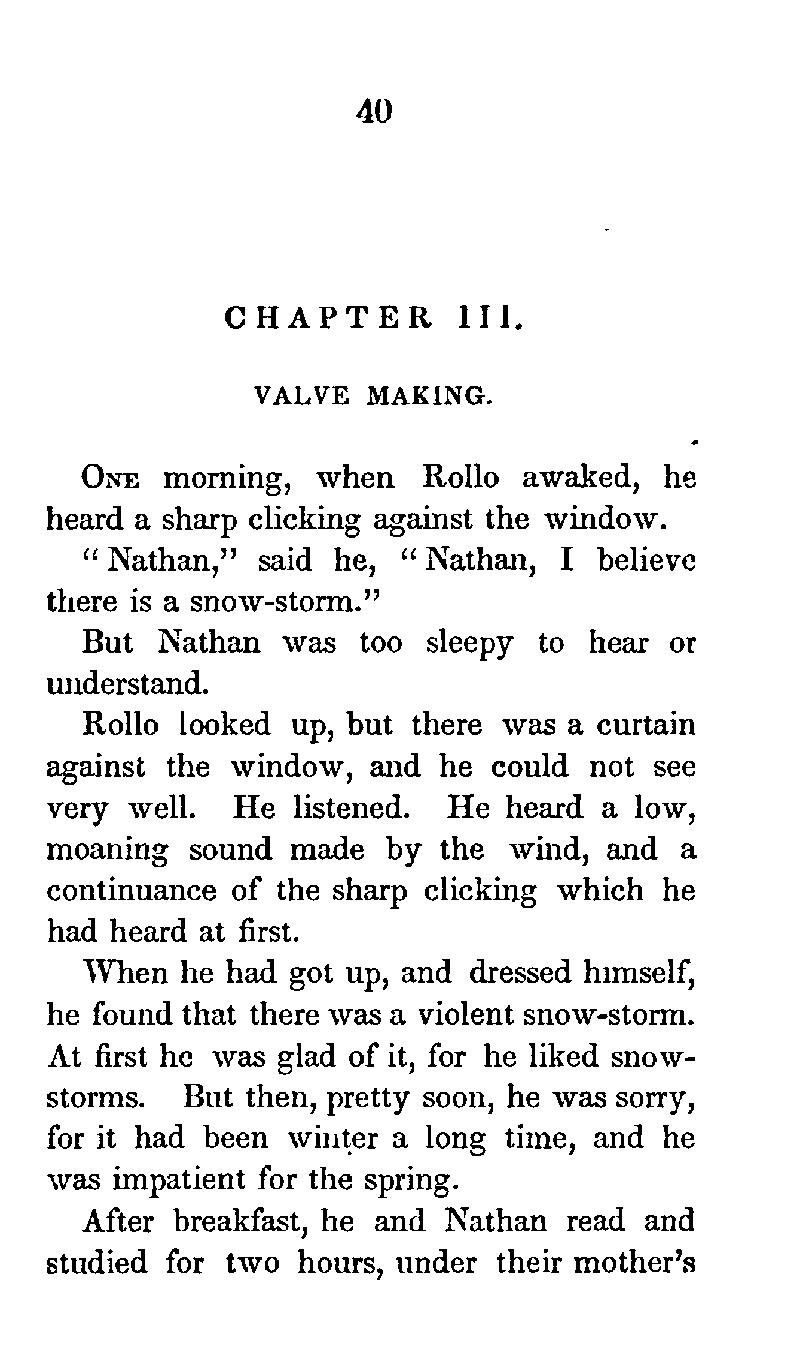 40
CHAPTER III.
VALVE MAKING.
ONE morning, when Rollo awaked, he
heard a sharp clicking against the window.
“ Nathan,” said he, “ Nathan, I believe
there is a snow-storm.”
But Nathan was too sleepy to hear or
understand.
Rollo looked up, but there was a curtain
against the window, and he could not see
very well. He listened. He heard a low,
moaning sound made by the wind, and a
continuance of the sharp clicking which he
had heard at first.
When he had got up, and dressed himself,
he found that there was a violent snow-storm.
At first he was glad of it, for he liked snow-
storms. But then, pretty soon, he was sorry,
for it had been winter a long time, and he
was impatient for the spring.
After breakfast, he and Nathan read and
studied for two hours, under their mother’s